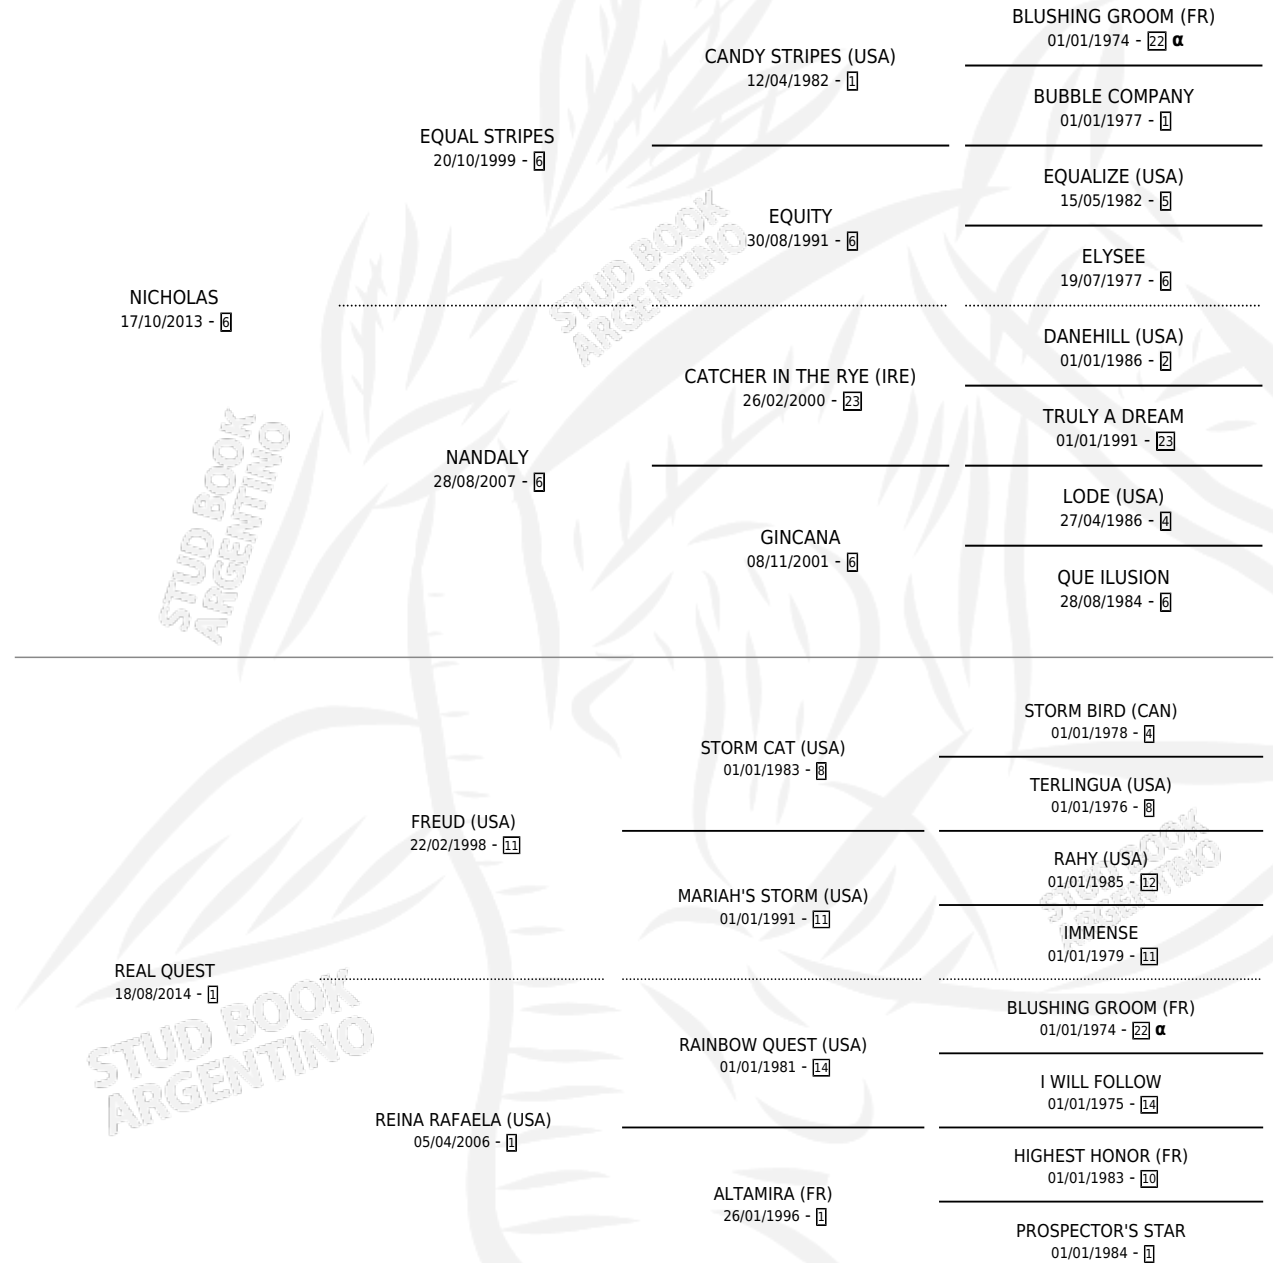 BLUSHING GROOM (FR)
01/01/1974 - 22 α
CANDY STRIPES (USA)
12/04/1982 - 1
BUBBLE COMPANY
01/01/1977 - 1
EQUAL STRIPES
20/10/1999 - 6
EQUALIZE (USA)
15/05/1982 - 5
EQUITY
30/08/1991 - 6
ELYSEE
19/07/1977 - 6
NICHOLAS
17/10/2013 - 6
DANEHILL (USA)
01/01/1986 - 2
CATCHER IN THE RYE (IRE)
26/02/2000 - 23
TRULY A DREAM
01/01/1991 - 23
NANDALY
28/08/2007 - 6
LODE (USA)
27/04/1986 - 4
GINCANA
08/11/2001 - 6
QUE ILUSION
28/08/1984 - 6
STORM BIRD (CAN)
01/01/1978 - 4
STORM CAT (USA)
01/01/1983 - 8
TERLINGUA (USA)
01/01/1976 - 8
FREUD (USA)
22/02/1998 - 11
RAHY (USA)
01/01/1985 - 12
MARIAH'S STORM (USA)
01/01/1991 - 11
IMMENSE
01/01/1979 - 11
REAL QUEST
18/08/2014 - 1
BLUSHING GROOM (FR)
01/01/1974 - 22 α
RAINBOW QUEST (USA)
01/01/1981 - 14
I WILL FOLLOW
01/01/1975 - 14
REINA RAFAELA (USA)
05/04/2006 - 1
HIGHEST HONOR (FR)
01/01/1983 - 10
ALTAMIRA (FR)
26/01/1996 - 1
PROSPECTOR'S STAR
01/01/1984 - 1
STUD BOOK
ARGENTINO
STUD BOOK
ARGENTINO
STUD BOOK
ARGENTINO
STUD BOOK
ARGENTINO